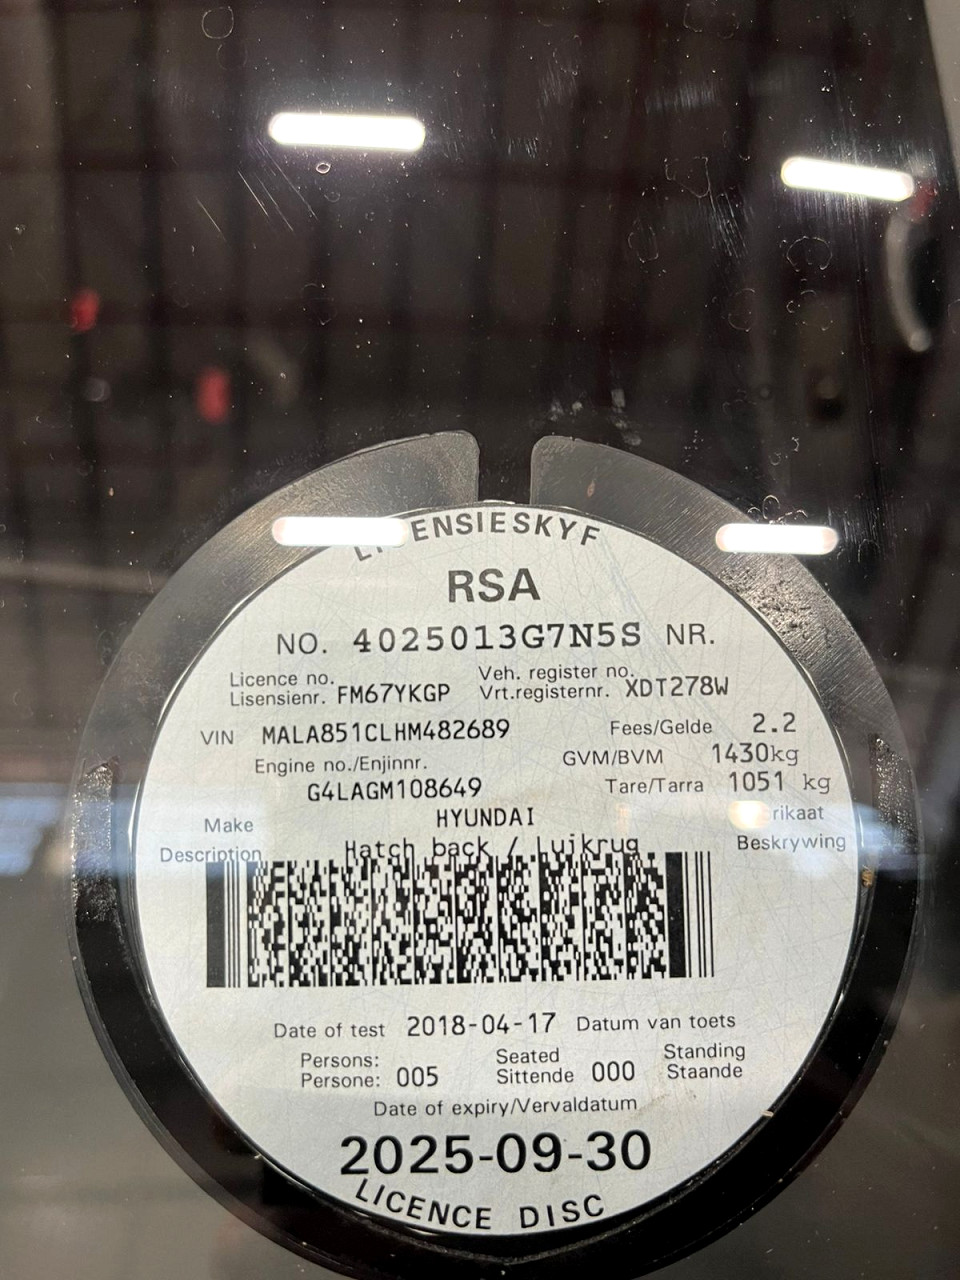 ENSIESKYF
RSA
NO. 4025013G7N5S NR.
Licence no. Veh. register no.
Lisensienr. FM67YKGP Vrt.registernr. XDT278W
VIN MALA851CLHM482689 Fees/Gelde 2.2
Engine no./Enjinnr. GVM/BVM 1430kg
G4LAGM108649 Tare/Tarra 1051 kg
Make HYUNDAI rikaat
Description Hatch back / Luikrug Beskrywing
Date of test 2018-04-17 Datum van toets
Persons: Seated Standing
Persone: 005 Sittende 000 Staande
Date of expiry/Vervaldatum
2025-09-30
LICENCE DISC